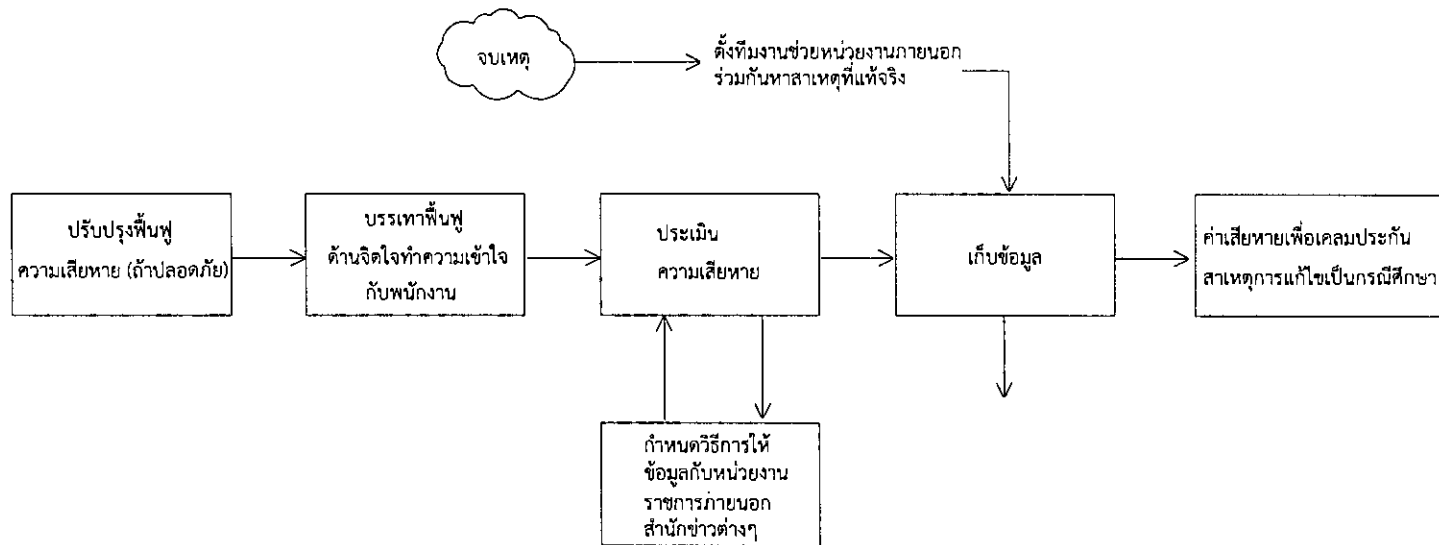 จบเหตุ
ตั้งทีมงานช่วยหน่วยงานภายนอก
ร่วมกันหาสาเหตุที่แท้จริง
ปรับปรุงฟื้นฟู
ความเสียหาย (ถ้าปลอดภัย)
บรรเทาฟื้นฟู
ด้านจิตใจทำความเข้าใจ
กับพนักงาน
ประเมิน
ความเสียหาย
เก็บข้อมูล
ค่าเสียหายเพื่อเคลมประกัน
สาเหตุการแก้ไขเป็นกรณีศึกษา
กำหนดวิธีการให้
ข้อมูลกับหน่วยงาน
ราชการภายนอก
สำนักข่าวต่างๆ